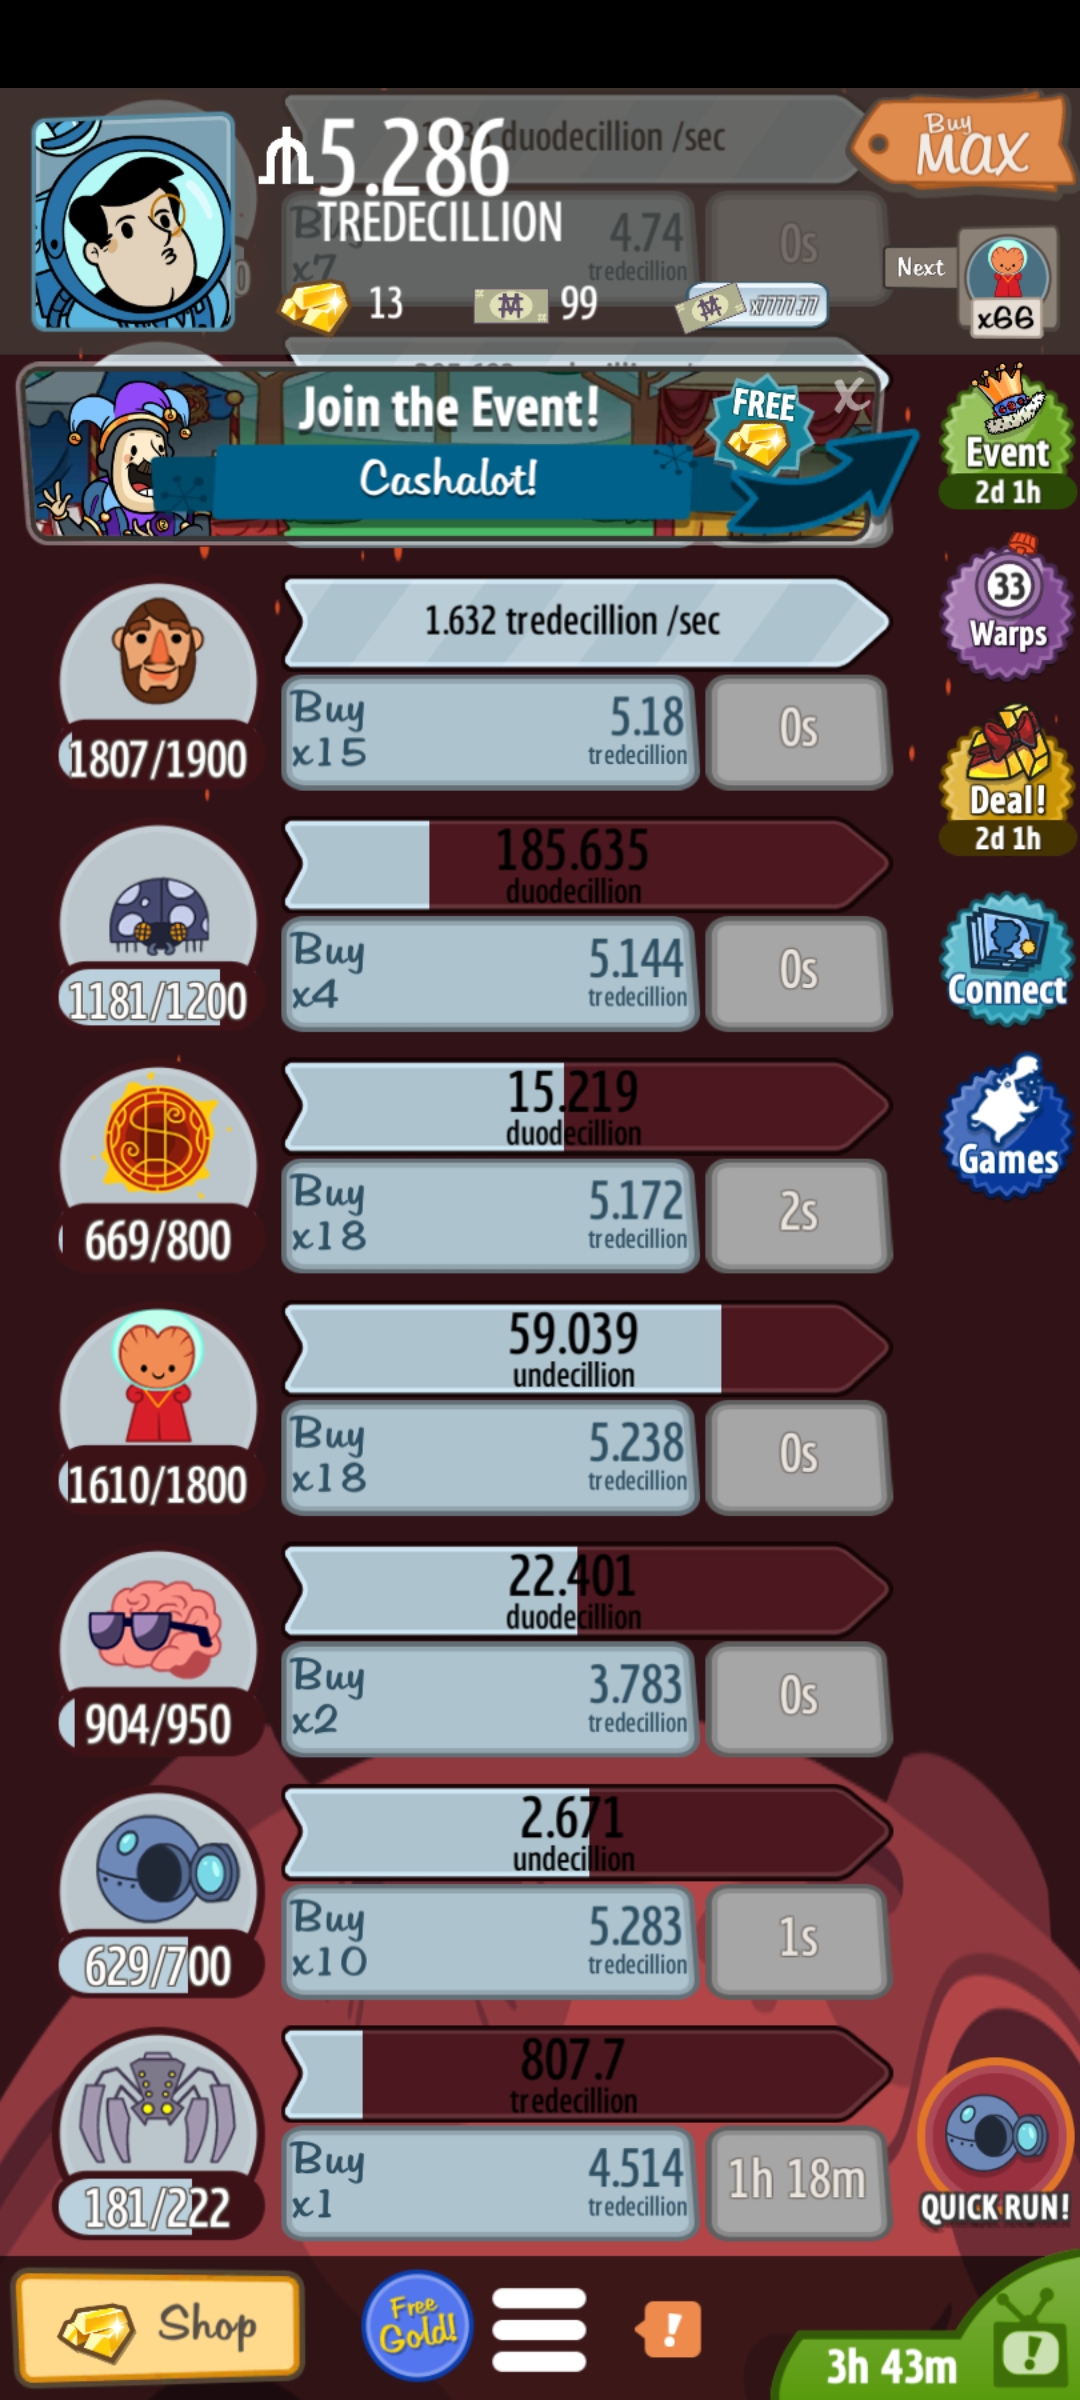 duodecillion /sec
5.286
TREDECILLION
Buy
MAX
x7
4.74
tredecillion
0s
13
99
x7777.77
Next
x66
Join the Event!
FREE
X
Cashalot!
Event
2d 1h
33
Warps
Deal!
2d 1h
Connect
Games
1.632 tredecillion /sec
1807/1900
Buy
x15
5.18
tredecillion
0s
185.635
duodecillion
1181/1200
Buy
x4
5.144
tredecillion
0s
15.219
duodecillion
669/800
Buy
x18
5.172
tredecillion
2s
59.039
undecillion
1610/1800
Buy
x18
5.238
tredecillion
0s
22.401
duodecillion
904/950
Buy
x2
3.783
tredecillion
0s
2.671
undecillion
629/700
Buy
x10
5.283
tredecillion
1s
807.7
tredecillion
181/222
Buy
x1
4.514
tredecillion
1h 18m
QUICK RUN!
Shop
Free
Gold!
!
3h 43m
!